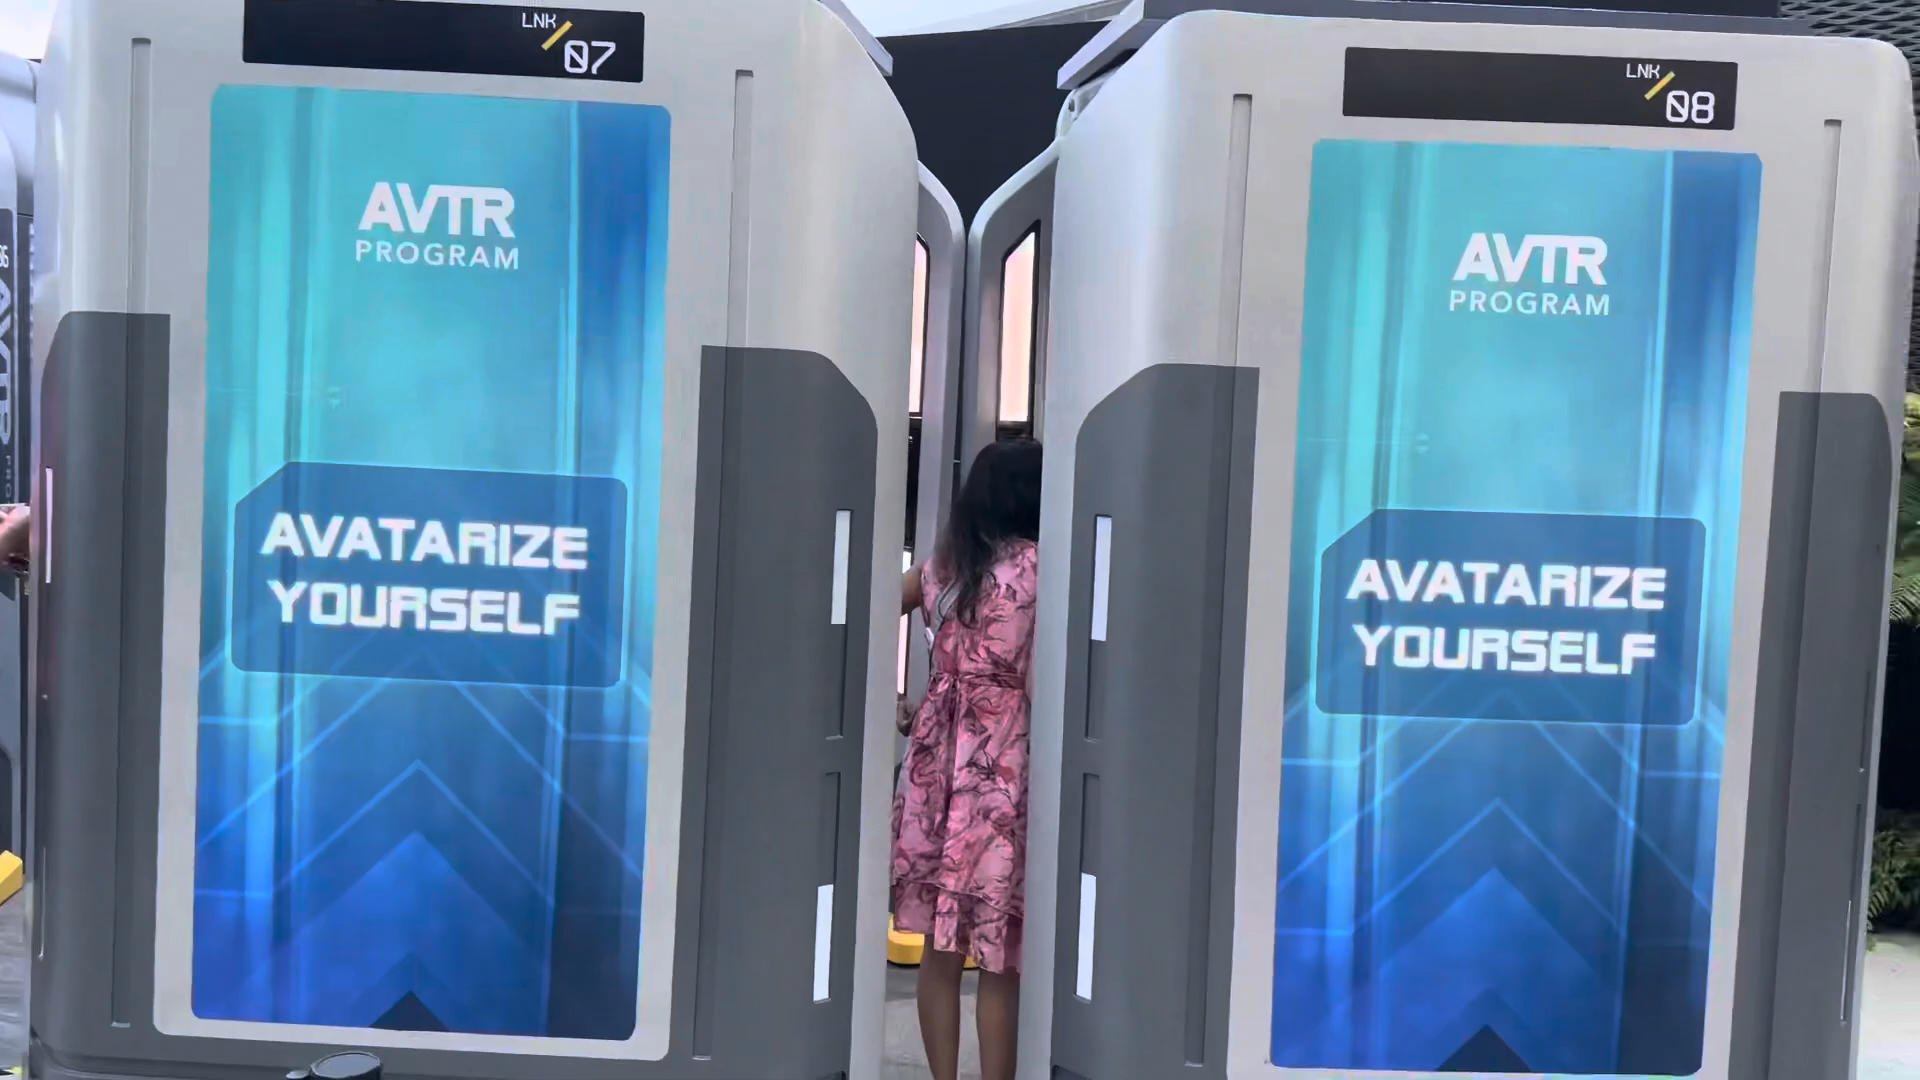 LNK
07
AVTR
PROGRAM
AVATARIZE
YOURSELF
LNK
08
AVTR
PROGRAM
AVATARIZE
YOURSELF